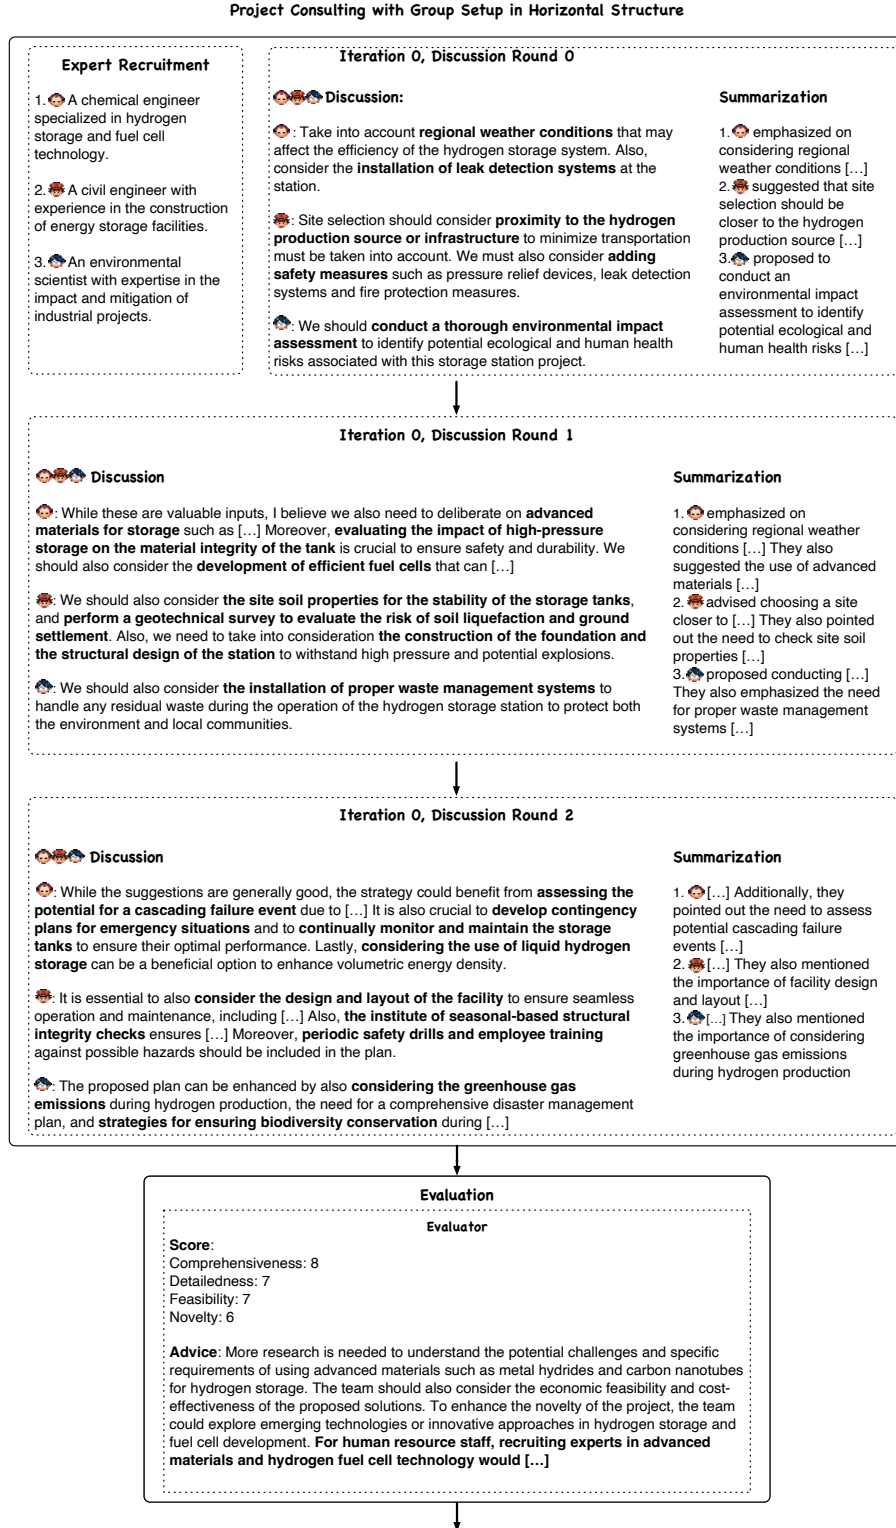 Project Consulting with Group Setup in Horizontal Structure
Expert Recruitment
1. A chemical engineer
specialized in hydrogen
storage and fuel cell
technology.
2. A civil engineer with
experience in the construction
of energy storage facilities.
3. An environmental
scientist with expertise in the
impact and mitigation of
industrial projects.
Iteration 0, Discussion Round 0
Discussion:
: Take into account regional weather conditions that may
affect the efficiency of the hydrogen storage system. Also,
consider the installation of leak detection systems at the
station.
: Site selection should consider proximity to the hydrogen
production source or infrastructure to minimize transportation
must be taken into account. We must also consider adding
safety measures such as pressure relief devices, leak detection
systems and fire protection measures.
: We should conduct a thorough environmental impact
assessment to identify potential ecological and human health
risks associated with this storage station project.
Summarization
1. emphasized on
considering regional
weather conditions […]
2. suggested that site
selection should be
closer to the hydrogen
production source […]
3. proposed to
conduct an
environmental impact
assessment to identify
potential ecological and
human health risks […]
Iteration 0, Discussion Round 1
Discussion
: While these are valuable inputs, I believe we also need to deliberate on advanced
materials for storage such as […] Moreover, evaluating the impact of high-pressure
storage on the material integrity of the tank is crucial to ensure safety and durability. We
should also consider the development of efficient fuel cells that can […]
: We should also consider the site soil properties for the stability of the storage tanks,
and perform a geotechnical survey to evaluate the risk of soil liquefaction and ground
settlement. Also, we need to take into consideration the construction of the foundation and
the structural design of the station to withstand high pressure and potential explosions.
: We should also consider the installation of proper waste management systems to
handle any residual waste during the operation of the hydrogen storage station to protect both
the environment and local communities.
Summarization
1. emphasized on
considering regional weather
conditions […] They also
suggested the use of advanced
materials […]
2. advised choosing a site
closer to […] They also pointed
out the need to check site soil
properties […]
3. proposed conducting […]
They also emphasized the need
for proper waste management
systems […]
Iteration 0, Discussion Round 2
Discussion
: While the suggestions are generally good, the strategy could benefit from assessing the
potential for a cascading failure event due to […] It is also crucial to develop contingency
plans for emergency situations and to continually monitor and maintain the storage
tanks to ensure their optimal performance. Lastly, considering the use of liquid hydrogen
storage can be a beneficial option to enhance volumetric energy density.
: It is essential to also consider the design and layout of the facility to ensure seamless
operation and maintenance, including […] Also, the institute of seasonal-based structural
integrity checks ensures […] Moreover, periodic safety drills and employee training
against possible hazards should be included in the plan.
: The proposed plan can be enhanced by also considering the greenhouse gas
emissions during hydrogen production, the need for a comprehensive disaster management
plan, and strategies for ensuring biodiversity conservation during […]
Summarization
1. […] Additionally, they
pointed out the need to assess
potential cascading failure
events […]
2. […] They also mentioned
the importance of facility design
and layout […]
3. […] They also mentioned
the importance of considering
greenhouse gas emissions
during hydrogen production
Evaluation
Evaluator
Score:
Comprehensiveness: 8
Detailedness: 7
Feasibility: 7
Novelty: 6
Advice: More research is needed to understand the potential challenges and specific
requirements of using advanced materials such as metal hydrides and carbon nanotubes
for hydrogen storage. The team should also consider the economic feasibility and cost-
effectiveness of the proposed solutions. To enhance the novelty of the project, the team
could explore emerging technologies or innovative approaches in hydrogen storage and
fuel cell development. For human resource staff, recruiting experts in advanced
materials and hydrogen fuel cell technology would […]